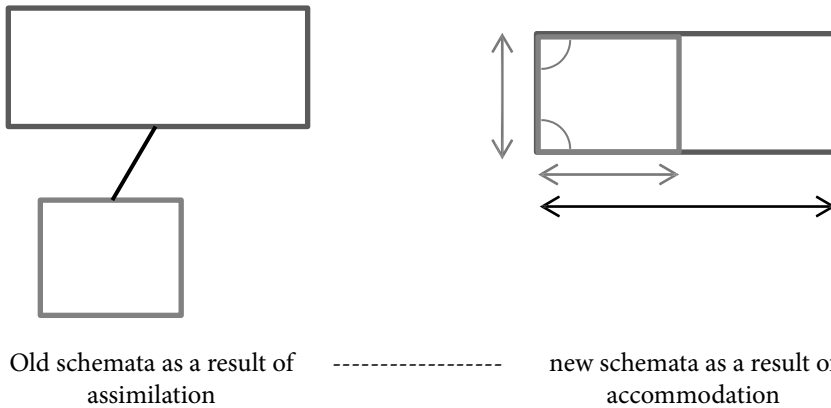 Old schemata as a result of
assimilation
new schemata as a result of
accommodation